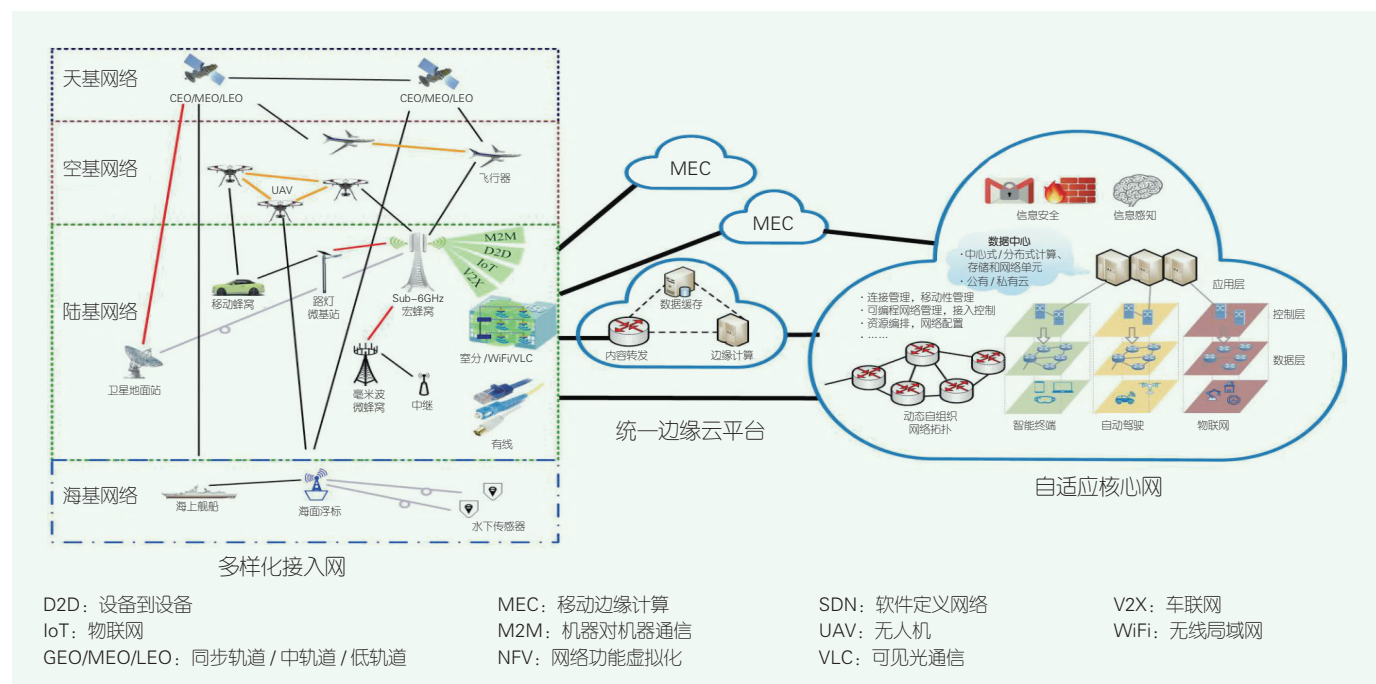 天基网络
CEO/MEO/LEO
CEO/MEO/LEO
空基网络
UAV
飞行器
陆基网络
M2M
D2D
IoT
V2X
移动蜂窝
路灯
微基站
Sub-6GHz
宏蜂窝
室分/WiFi/VLC
卫星地面站
毫米波
微蜂窝
中继
有线
海基网络
海上舰船
海面浮标
水下传感器
多样化接入网
MEC
MEC
数据缓存
内容转发
边缘计算
统一边缘云平台
信息安全
信息感知
数据中心
·中心式/分布式计算、
存储和网络单元
·公有/私有云
应用层
·连接管理，移动性管理
·可编程网络管理，接入控制
·资源编排，网络配置
·……
控制层
数据层
动态自组织
网络拓扑
智能终端
自动驾驶
物联网
自适应核心网
D2D：设备到设备
IoT：物联网
GEO/MEO/LEO：同步轨道/中轨道/低轨道
MEC：移动边缘计算
M2M：机器对机器通信
NFV：网络功能虚拟化
SDN：软件定义网络
UAV：无人机
VLC：可见光通信
V2X：车联网
WiFi：无线局域网